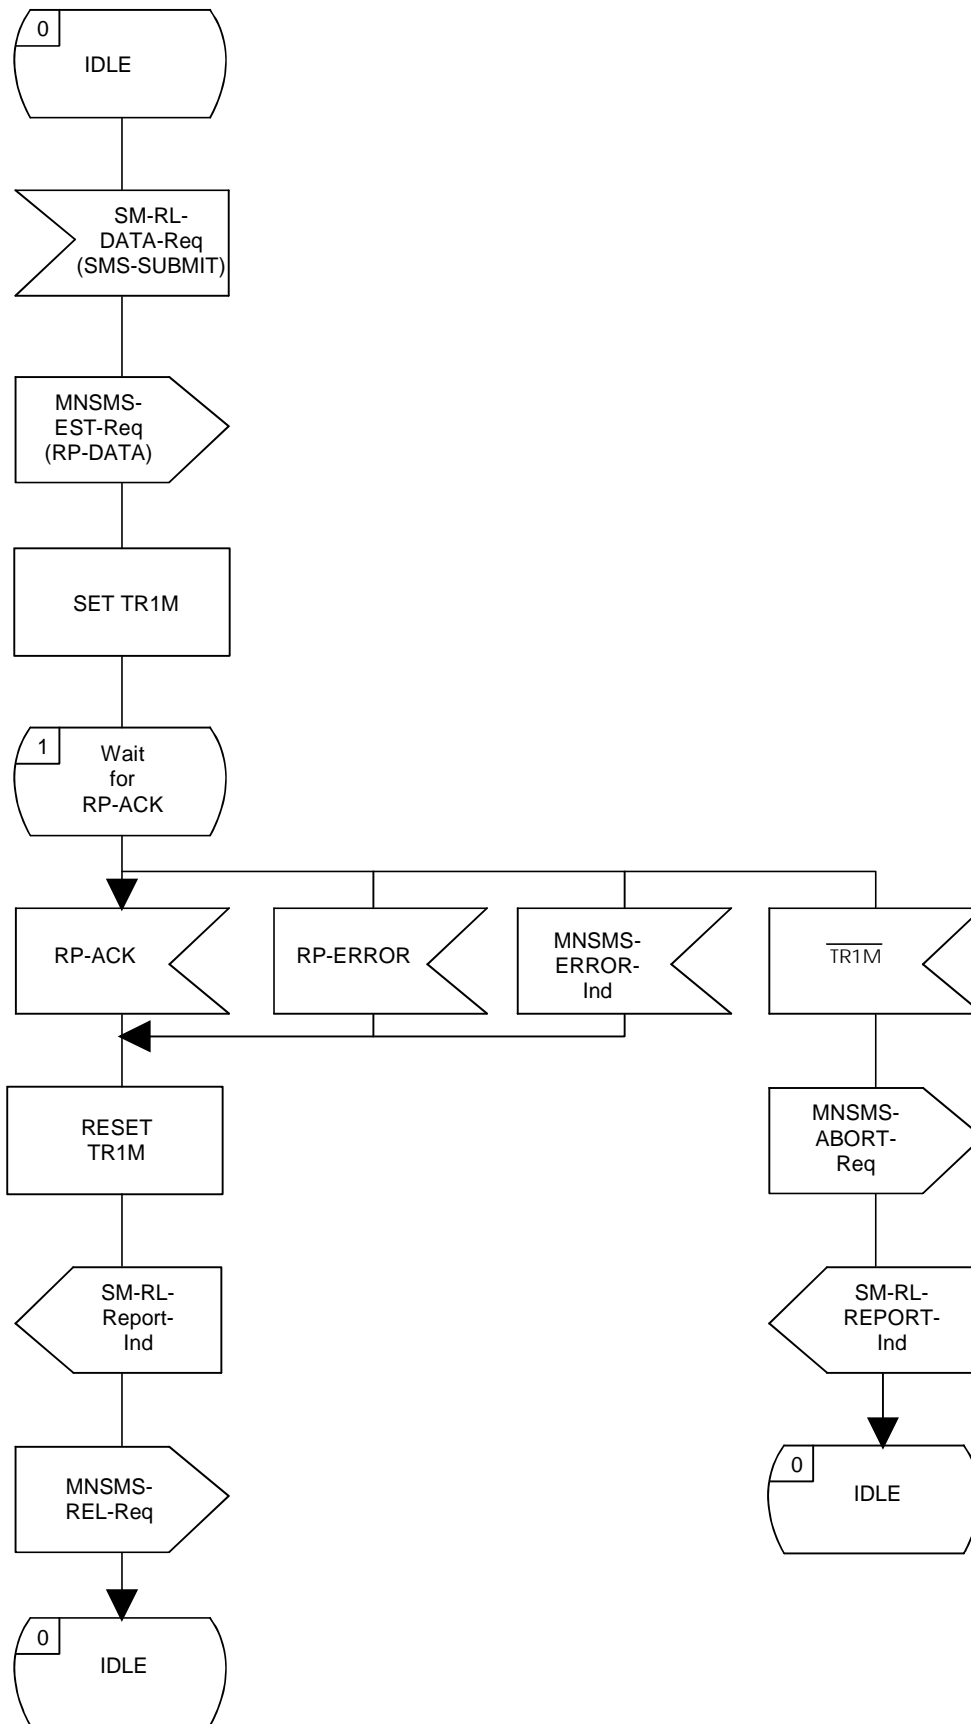 0
IDLE
SM-RL-
DATA-Req
(SMS-SUBMIT)
MNSMS-
EST-Req
(RP-DATA)
SET TR1M
1
Wait
for
RP-ACK
RP-ACK
RP-ERROR
MNSMS-
ERROR-
Ind
TR1M
RESET
TR1M
MNSMS-
ABORT-
Req
SM-RL-
Report-
Ind
SM-RL-
REPORT-
Ind
MNSMS-
REL-Req
0
IDLE
0
IDLE